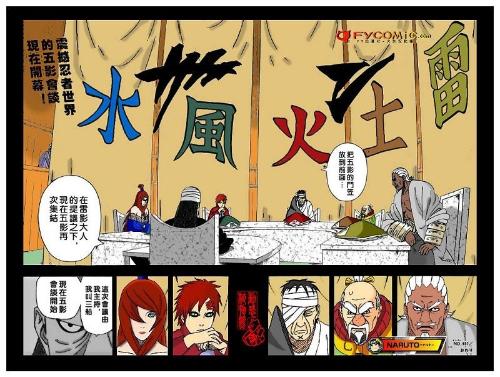 震撼忍者世界
的五影會談
現在開幕！
FYCOMiC.com
水
風
火
土
雷
把五影的鬥笠
放到前面…
在雷影大人
的提議之下，
現在五影再
次集結
這次會議由
我主持，
我叫三船
現在五影
會談開始
NARUTO